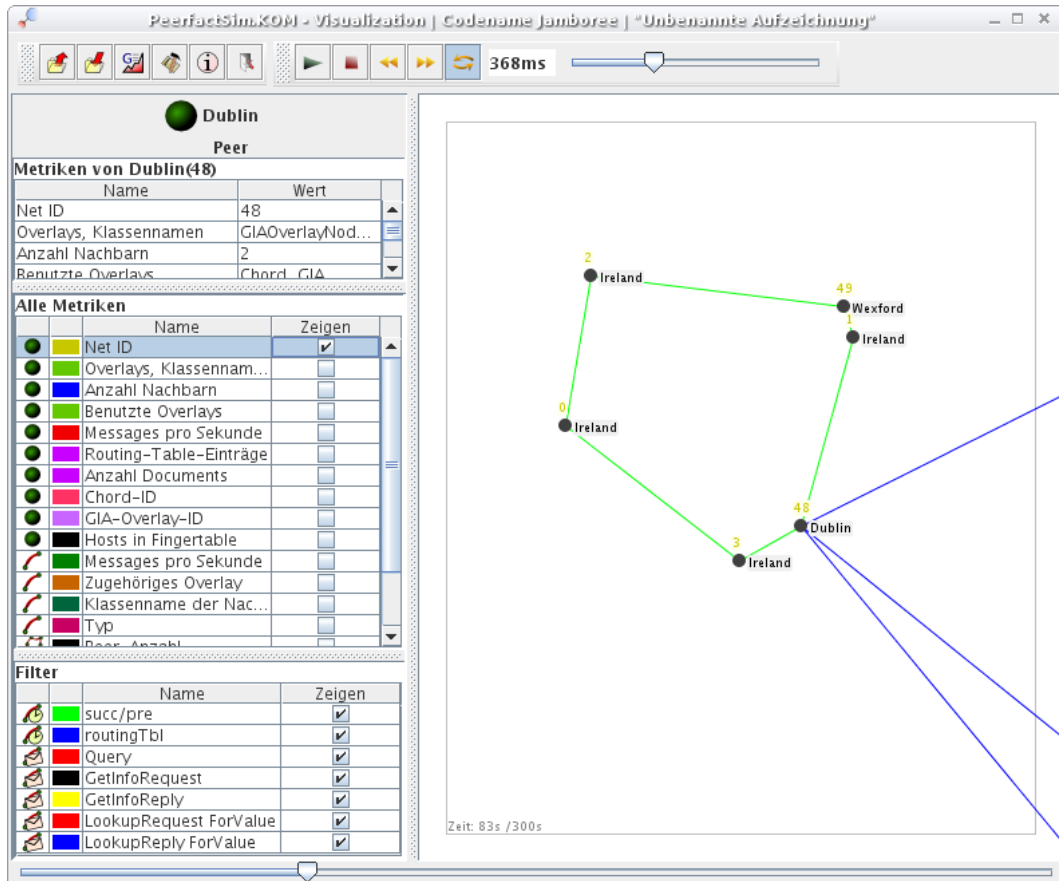 PeerfactSim.KOM - Visualization | Codename Jamboree | "Unbenannte Aufzeichnung"
368ms
Dublin
Peer
Metriken von Dublin(48)
Name Wert
Net ID 48
Overlays, Klassennamen GIAOverlayNod...
Anzahl Nachbarn 2
Benutzte Overlays Chord, GIA
Alle Metriken
Name Zeigen
Net ID
Overlays, Klassennam...
Anzahl Nachbarn
Benutzte Overlays
Messages pro Sekunde
Routing-Table-Einträge
Anzahl Documents
Chord-ID
GIA-Overlay-ID
Hosts in Fingertable
Messages pro Sekunde
Zugehöriges Overlay
Klassenname der Nac...
Typ
Peer-Anzahl
Filter
Name Zeigen
succ/pre
routingTbl
Query
GetInfoRequest
GetInfoReply
LookupRequest ForValue
LookupReply ForValue
2
Ireland
49
Wexford
1
Ireland
0
Ireland
48
Dublin
3
Ireland
Zeit: 83s /300s